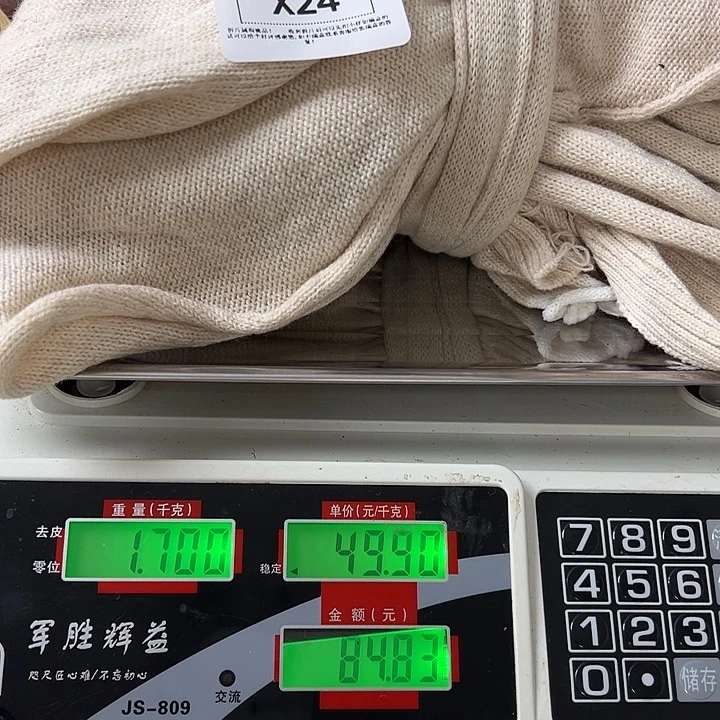 X24
重量(千克)
单价(元/千克)
去皮
1.700
49.90
零位
稳定
金额(元)
84.83
军胜辉益
咫尺匠心难/不忘初心
交流
JS-809
7 8 9
4 5 6
1 2 3
0 • 储存